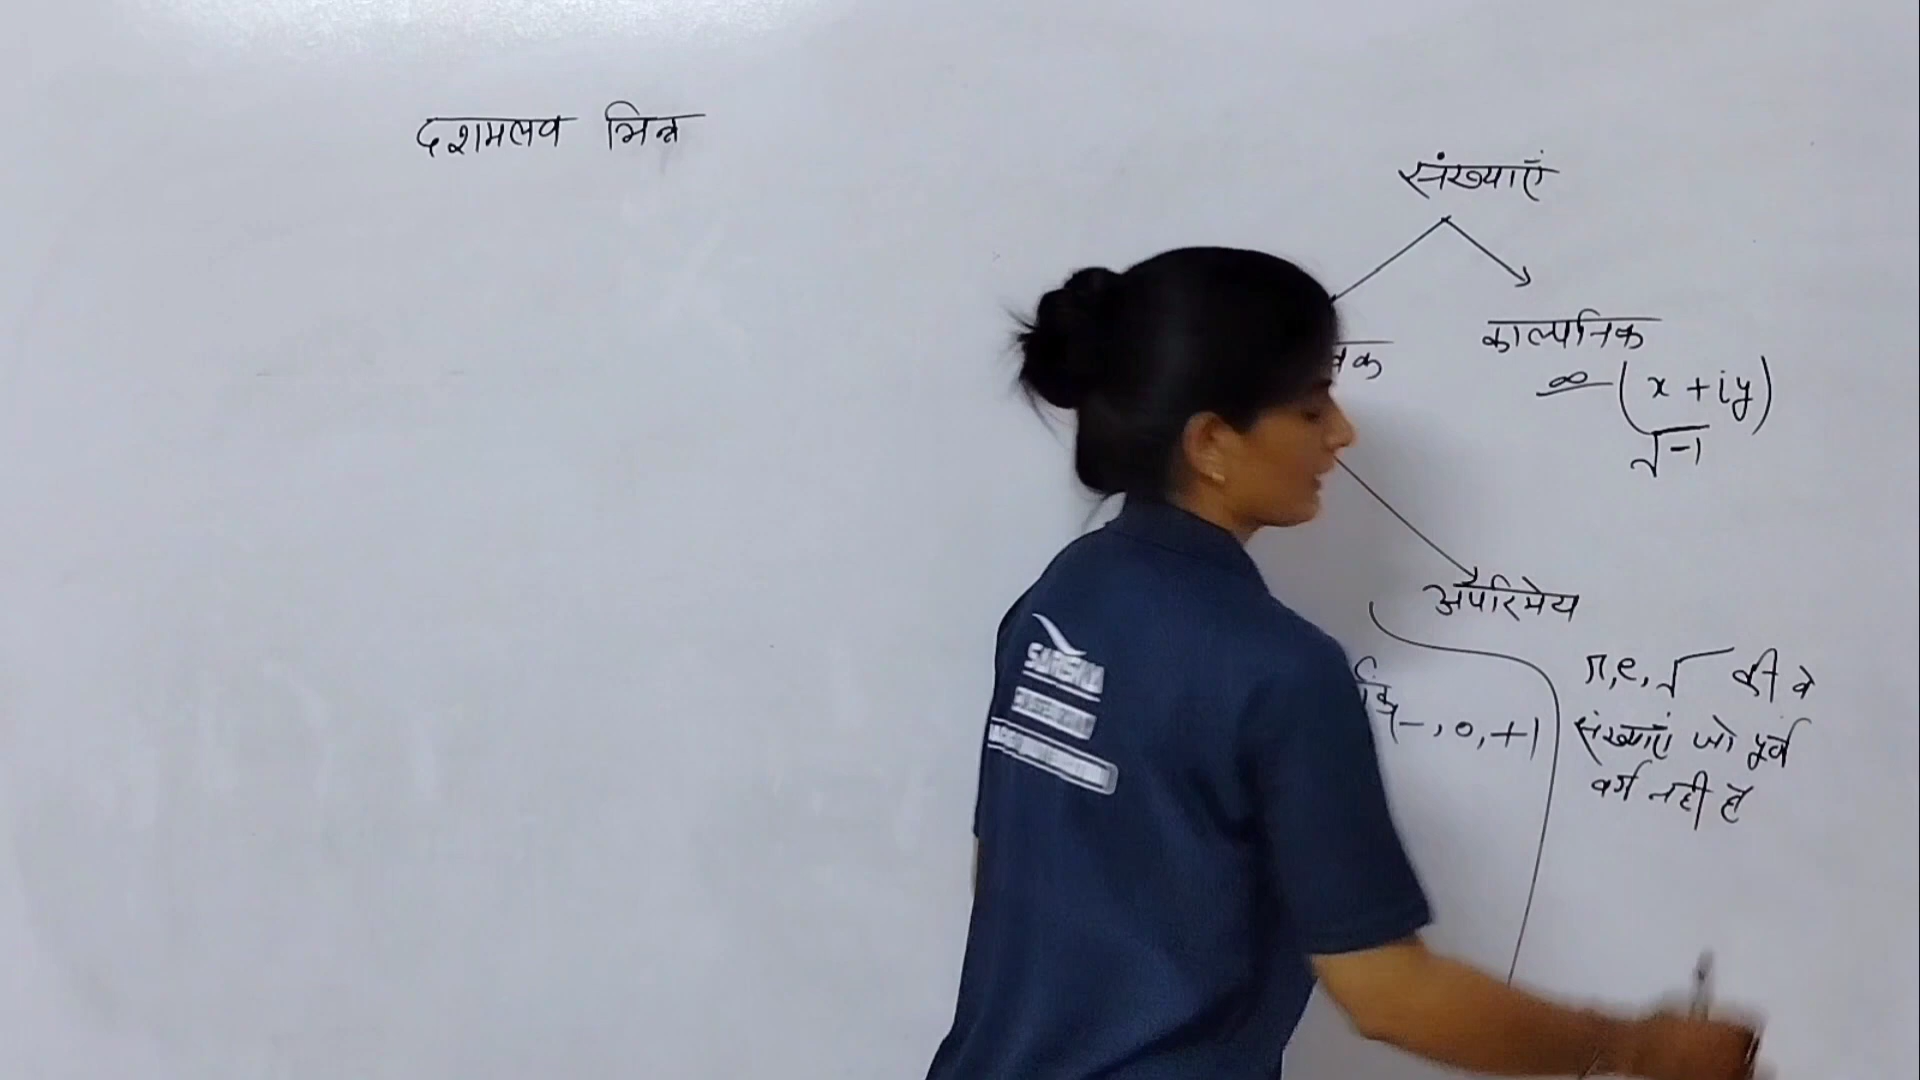 दशमलव भिन्न
संख्याएं
काल्पनिक
∞ (x + iy)
√-1
अपरिमेय
π, e, √ की वे
संख्याएं जो पूर्व
वर्ग नही हो
(-, 0, +)